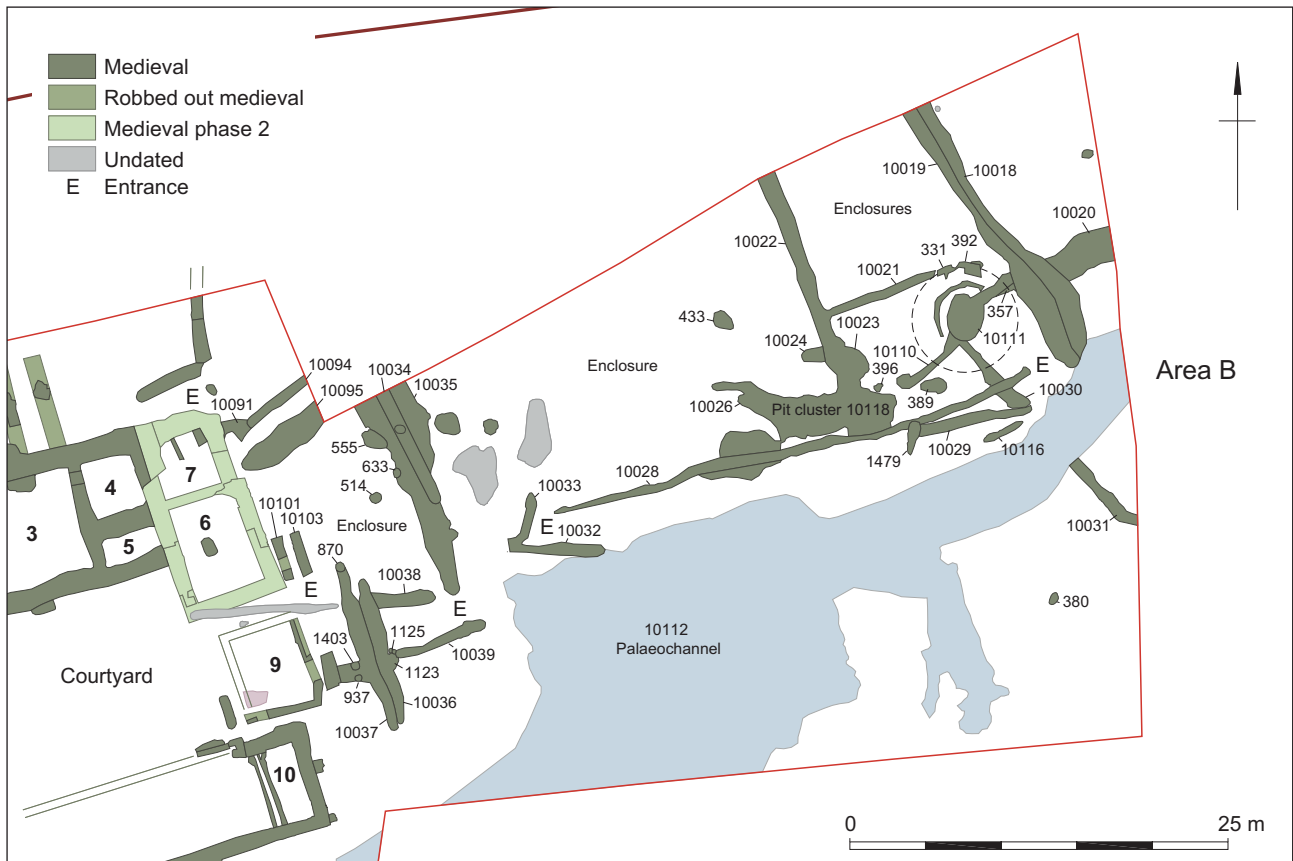 Medieval
Robbed out medieval
Medieval phase 2
Undated
E Entrance
10019
10018
Enclosures
10020
10022
331
392
10021
433
10023
357
10024
10111
10110
396
E
Area B
Enclosure
10026
Pit cluster 10118
389
10030
10094
10034
10095
10035
E
10091
555
633
514
7
4
10101
10103
Enclosure
6
3
5
870
10028
1479
10029
10116
10033
E
10032
10031
E
10038
E
380
10112
Palaeochannel
1403
1125
10039
9
1123
Courtyard
937
10036
10037
10
0
25 m